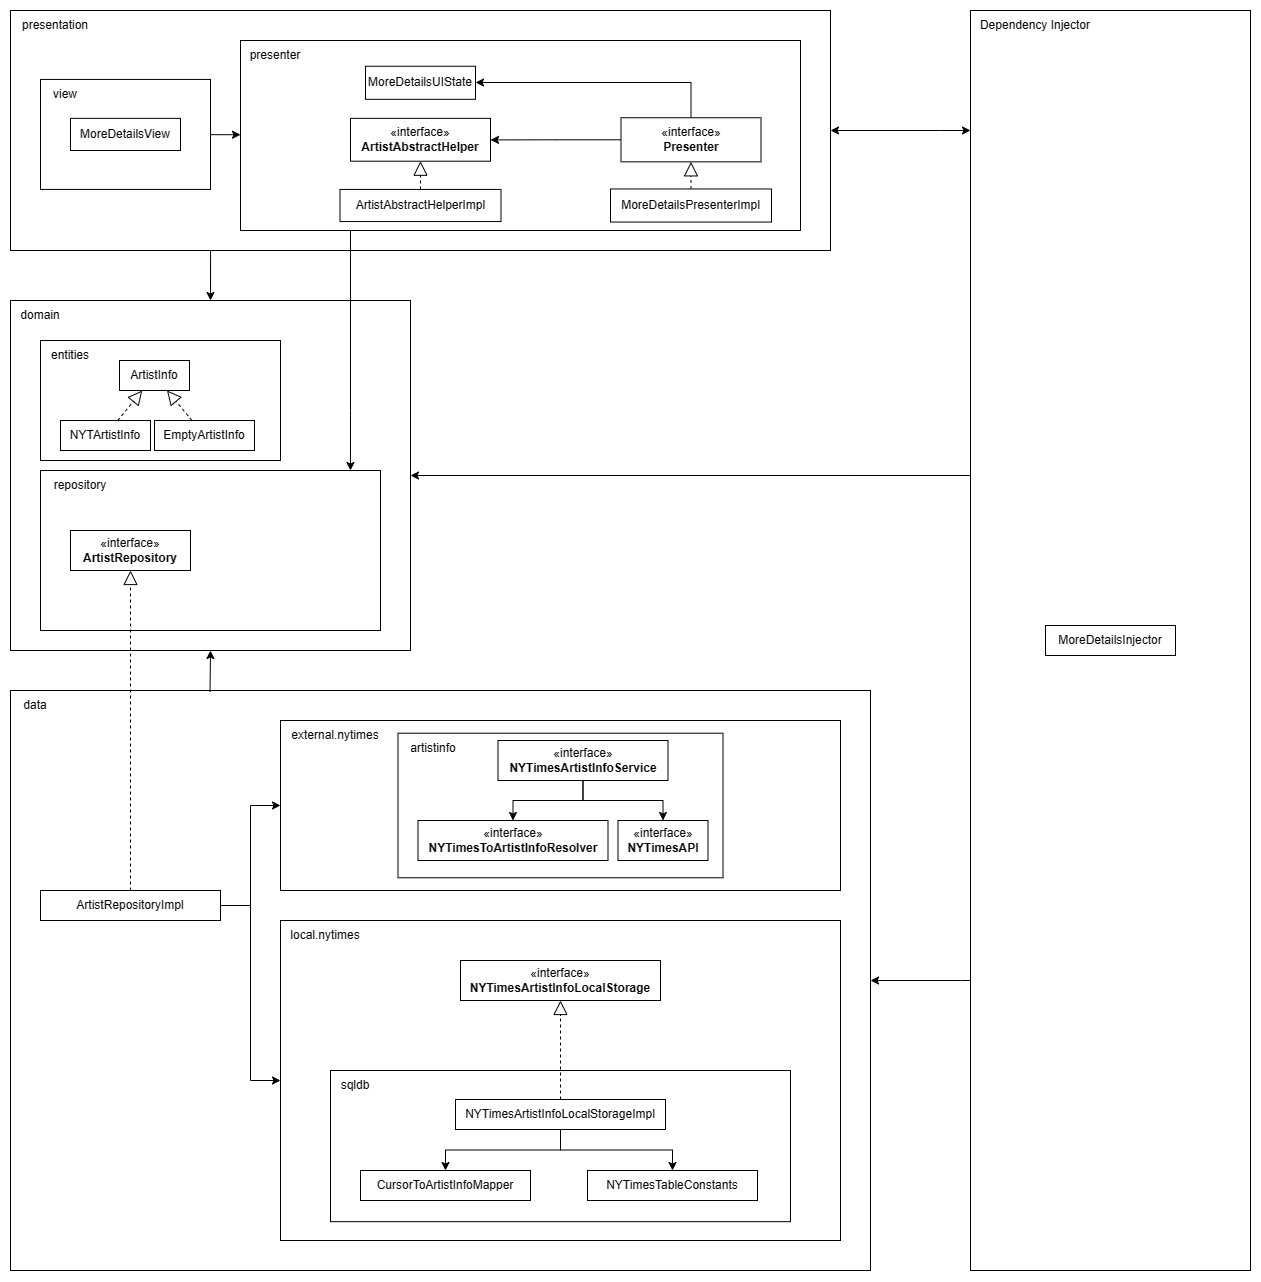 presentation
Dependency Injector
presenter
view
MoreDetailsUIState
MoreDetailsView
«interface»
ArtistAbstractHelper
«interface»
Presenter
ArtistAbstractHelperImpl
MoreDetailsPresenterImpl
domain
entities
ArtistInfo
NYTArtistInfo
EmptyArtistInfo
repository
«interface»
ArtistRepository
MoreDetailsInjector
data
external.nytimes
artistinfo
«interface»
NYTimesArtistInfoService
«interface»
NYTimesToArtistInfoResolver
«interface»
NYTimesAPI
ArtistRepositoryImpl
local.nytimes
«interface»
NYTimesArtistInfoLocalStorage
sqldb
NYTimesArtistInfoLocalStorageImpl
CursorToArtistInfoMapper
NYTimesTableConstants